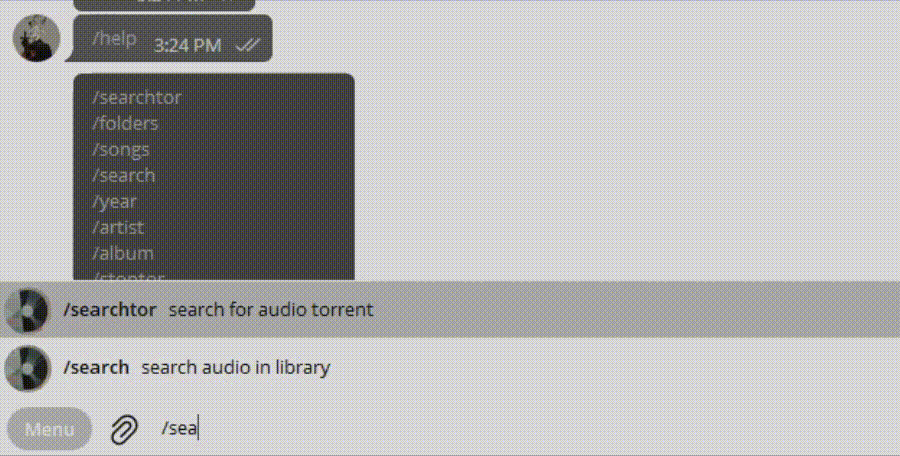 /help 3:24 PM
/searchtor
/folders
/songs
/search
/year
/artist
/album
/searchtor search for audio torrent
/search search audio in library
Menu /sea